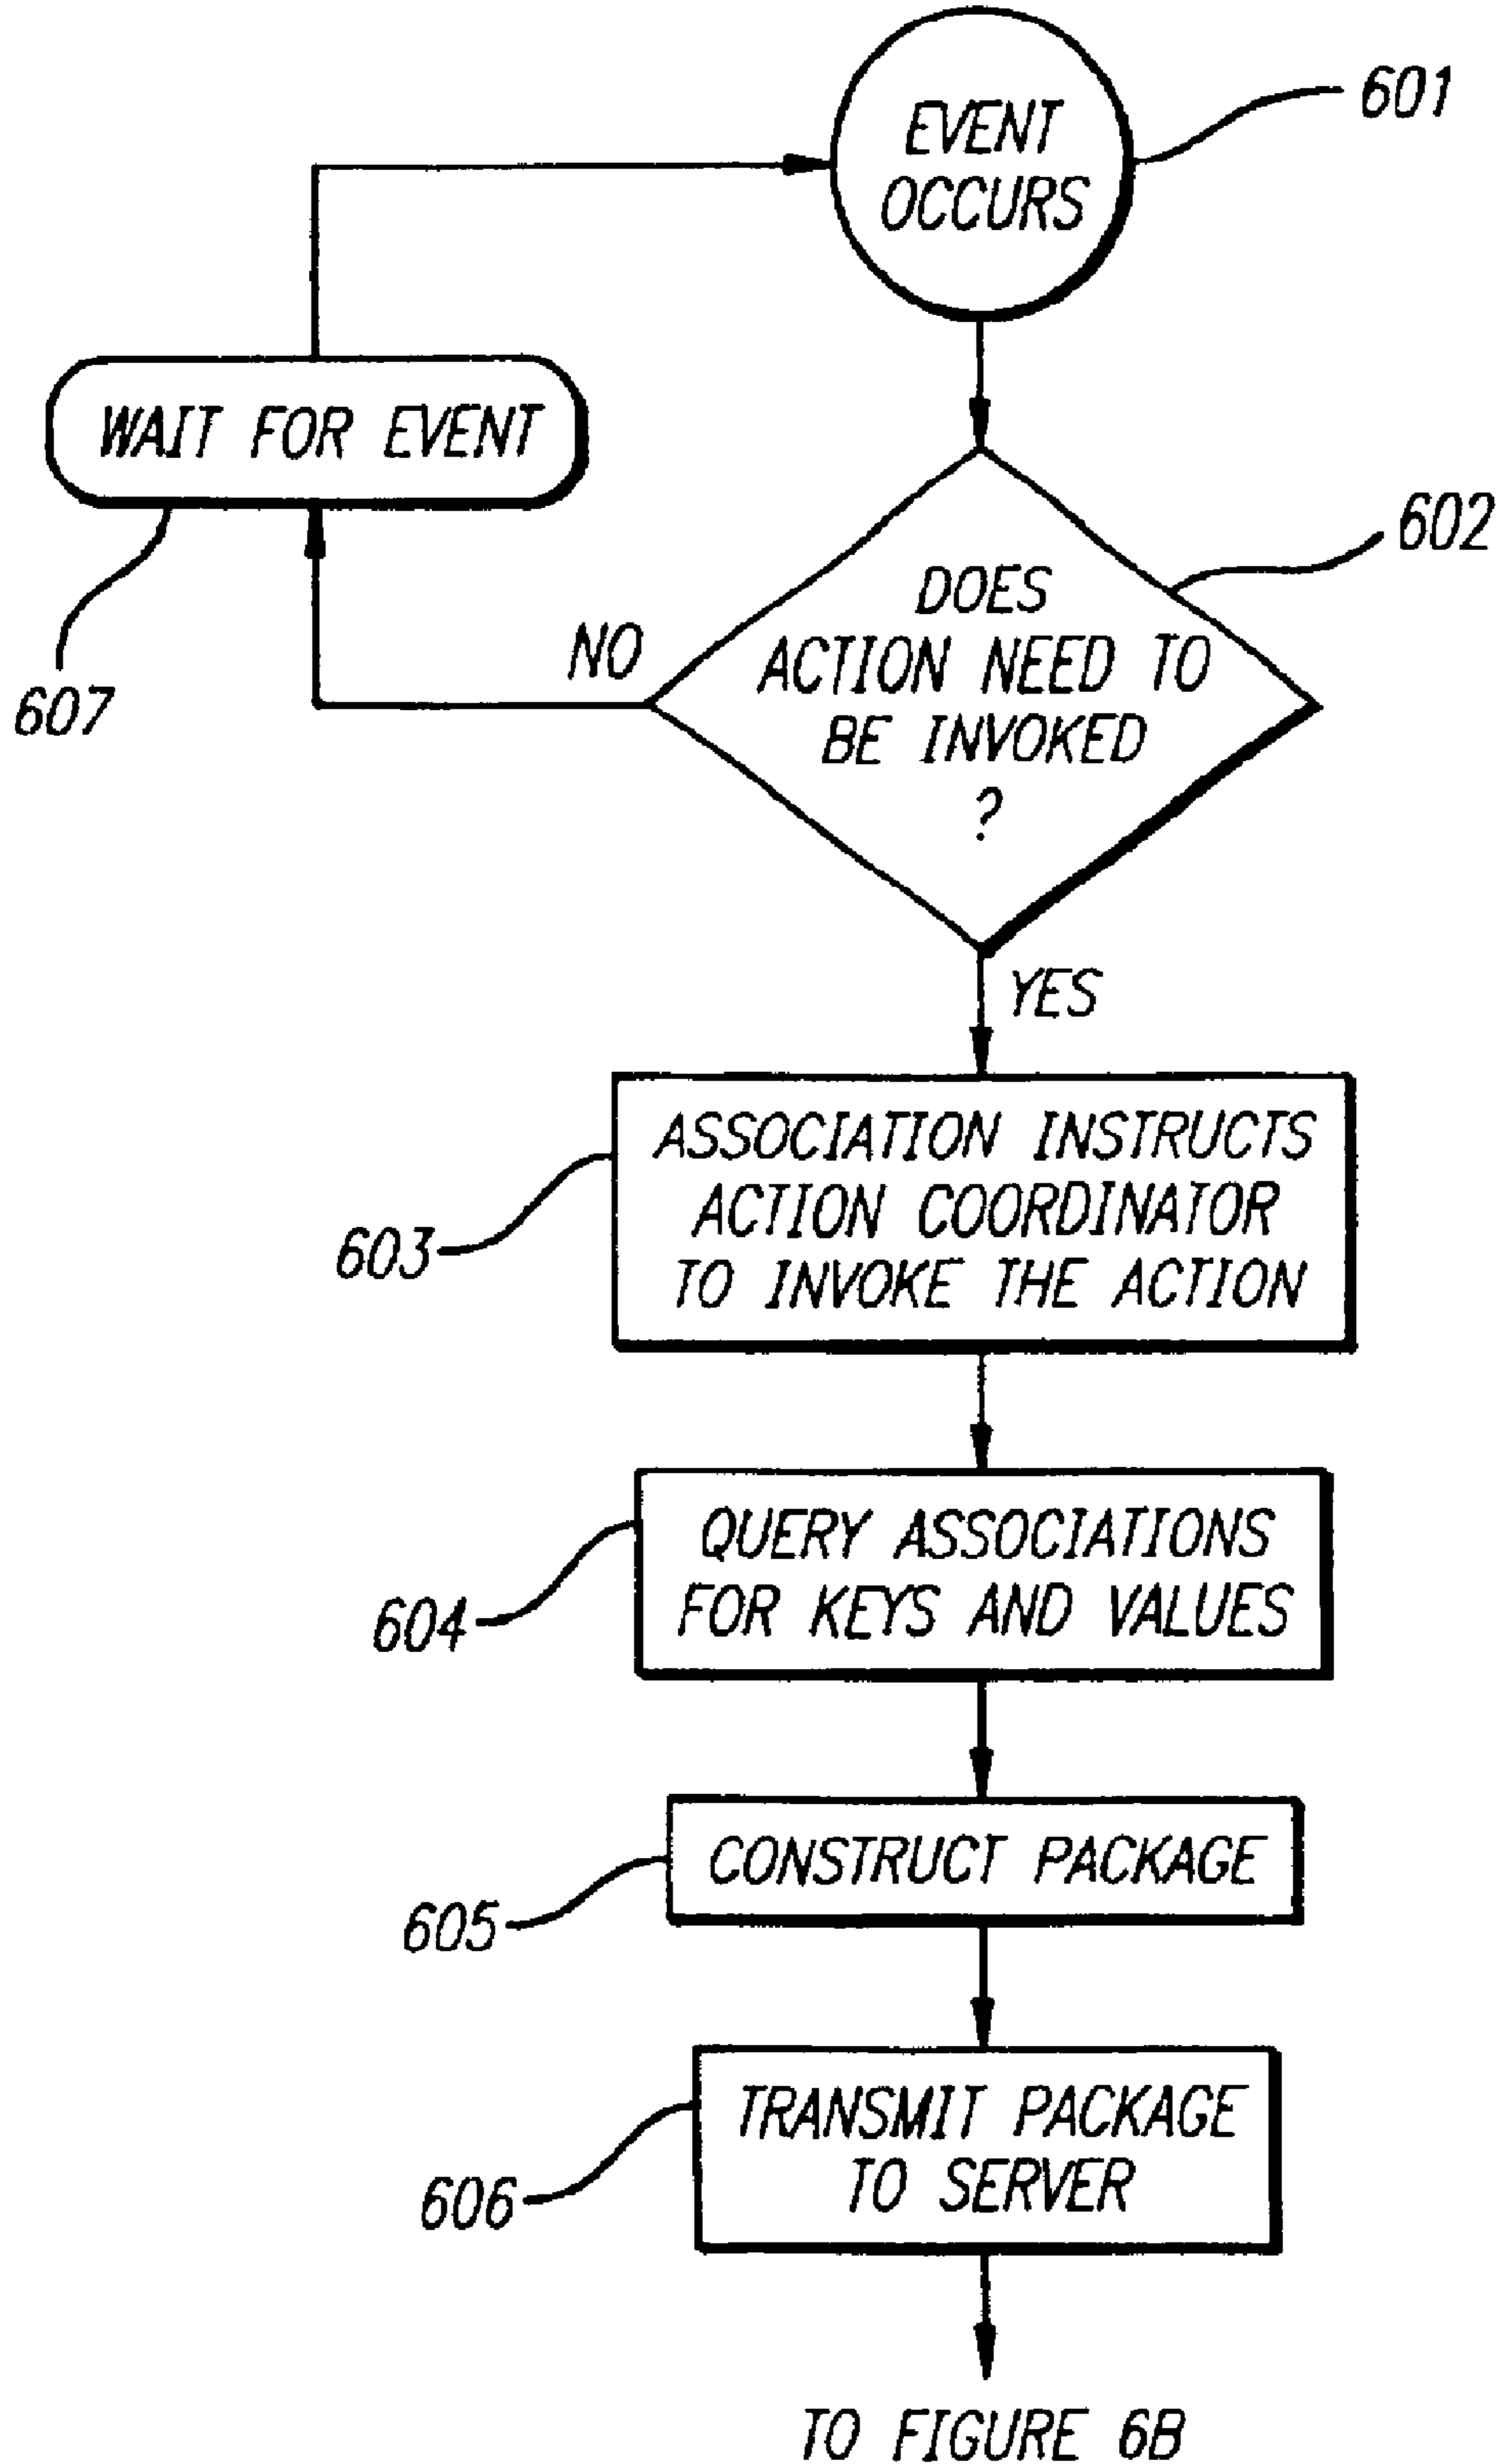 EVENT
OCCURS
601
WAIT FOR EVENT
607
602
DOES
ACTION NEED TO
BE INVOKED
?
NO
YES
ASSOCIATION INSTRUCTS
ACTION COORDINATOR
TO INVOKE THE ACTION
603
QUERY ASSOCIATIONS
FOR KEYS AND VALUES
604
CONSTRUCT PACKAGE
605
TRANSMIT PACKAGE
TO SERVER
606
TO FIGURE 6B